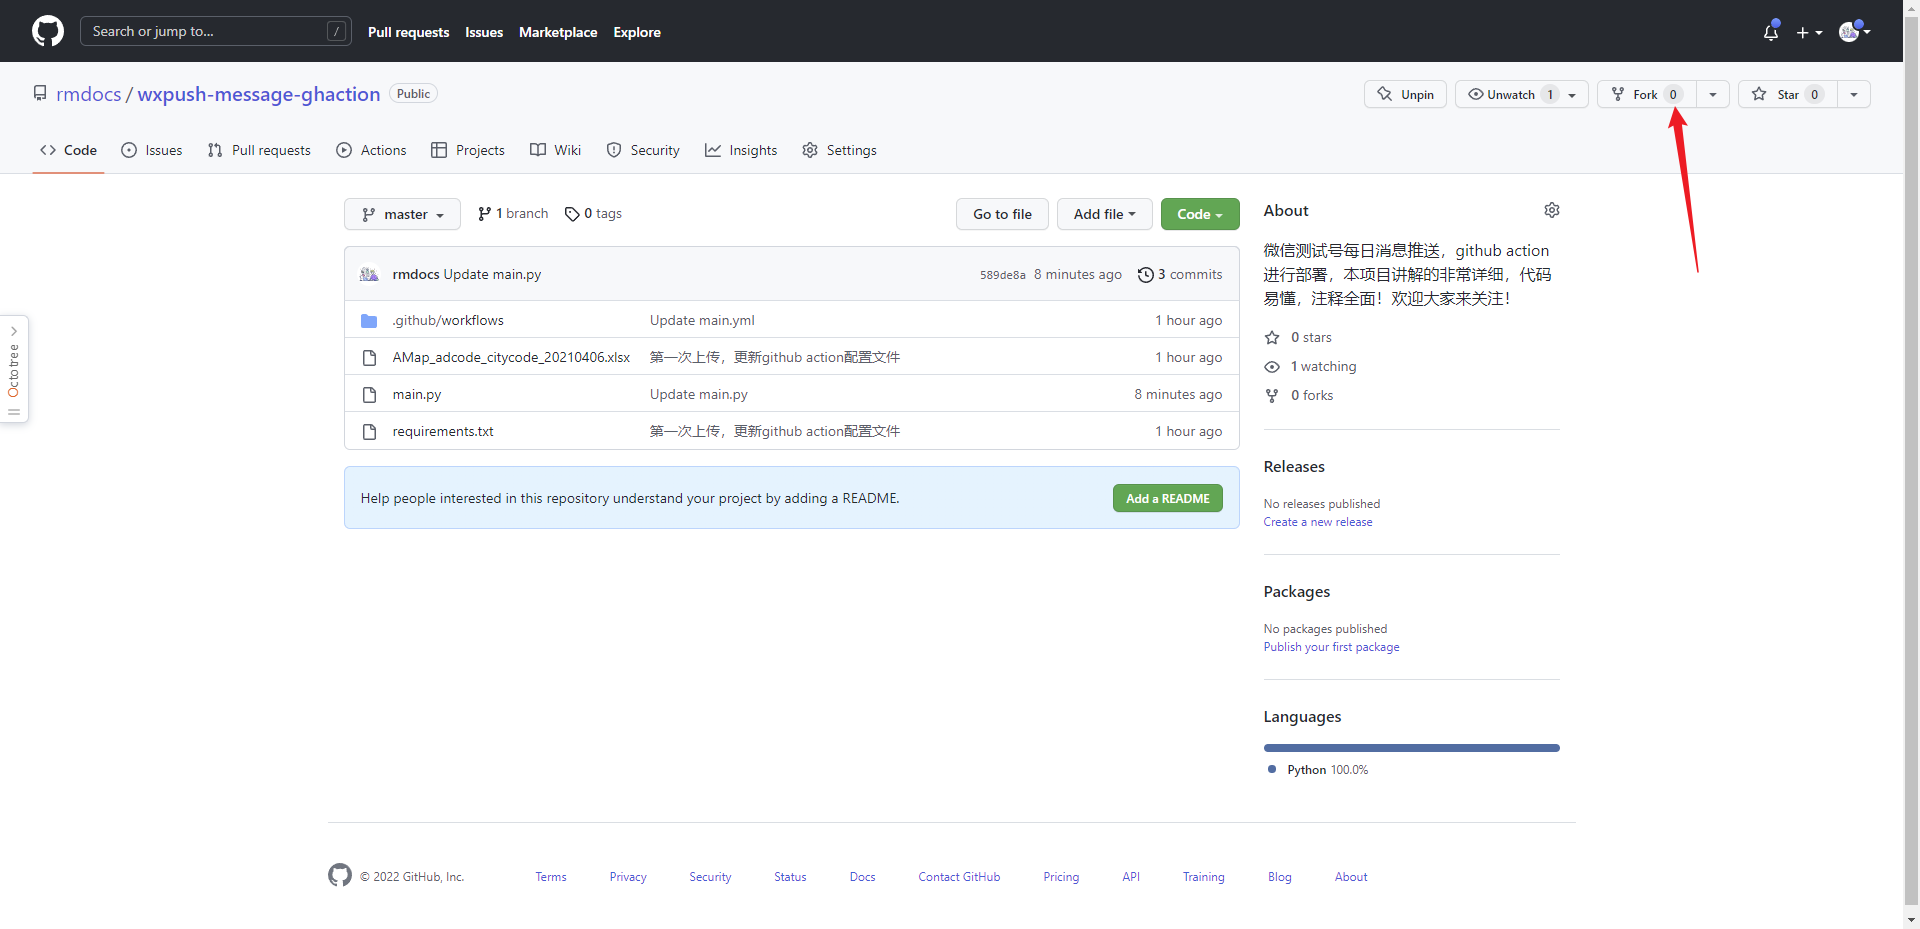 Search or jump to... /
Pull requests Issues Marketplace Explore
rmdocs / wxpush-message-ghaction Public
Unpin Unwatch 1 Fork 0 Star 0
Code Issues Pull requests Actions Projects Wiki Security Insights Settings
master 1 branch 0 tags Go to file Add file Code
rmdocs Update main.py 589de8a 8 minutes ago 3 commits
.github/workflows Update main.yml 1 hour ago
AMap_adcode_citycode_20210406.xlsx 第一次上传，更新github action配置文件 1 hour ago
main.py Update main.py 8 minutes ago
requirements.txt 第一次上传，更新github action配置文件 1 hour ago
Help people interested in this repository understand your project by adding a README. Add a README
Octotree
About
微信测试号每日消息推送，github action
进行部署，本项目讲解的非常详细，代码
易懂，注释全面！欢迎大家来关注！
0 stars
1 watching
0 forks
Releases
No releases published
Create a new release
Packages
No packages published
Publish your first package
Languages
Python 100.0%
© 2022 GitHub, Inc. Terms Privacy Security Status Docs Contact GitHub Pricing API Training Blog About